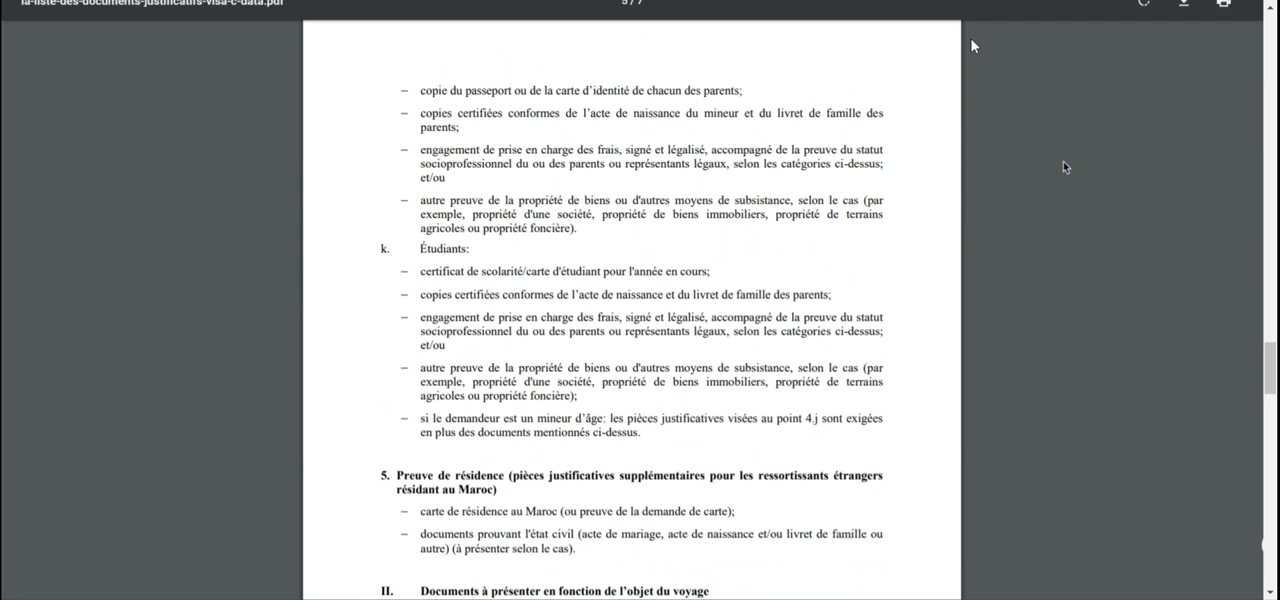 la-liste-des-documents-justificatifs-visa-c-data.pdf
5 / 7
– copie du passeport ou de la carte d’identité de chacun des parents;
– copies certifiées conformes de l’acte de naissance du mineur et du livret de famille des
parents;
– engagement de prise en charge des frais, signé et légalisé, accompagné de la preuve du statut
socioprofessionnel du ou des parents ou représentants légaux, selon les catégories ci-dessus;
et/ou
– autre preuve de la propriété de biens ou d'autres moyens de subsistance, selon le cas (par
exemple, propriété d'une société, propriété de biens immobiliers, propriété de terrains
agricoles ou propriété foncière).
k. Étudiants:
– certificat de scolarité/carte d'étudiant pour l'année en cours;
– copies certifiées conformes de l’acte de naissance et du livret de famille des parents;
– engagement de prise en charge des frais, signé et légalisé, accompagné de la preuve du statut
socioprofessionnel du ou des parents ou représentants légaux, selon les catégories ci-dessus;
et/ou
– autre preuve de la propriété de biens ou d'autres moyens de subsistance, selon le cas (par
exemple, propriété d'une société, propriété de biens immobiliers, propriété de terrains
agricoles ou propriété foncière);
– si le demandeur est un mineur d’âge: les pièces justificatives visées au point 4.j sont exigées
en plus des documents mentionnés ci-dessus.
5. Preuve de résidence (pièces justificatives supplémentaires pour les ressortissants étrangers
résidant au Maroc)
– carte de résidence au Maroc (ou preuve de la demande de carte);
– documents prouvant l'état civil (acte de mariage, acte de naissance et/ou livret de famille ou
autre) (à présenter selon le cas).
II. Documents à présenter en fonction de l’objet du voyage